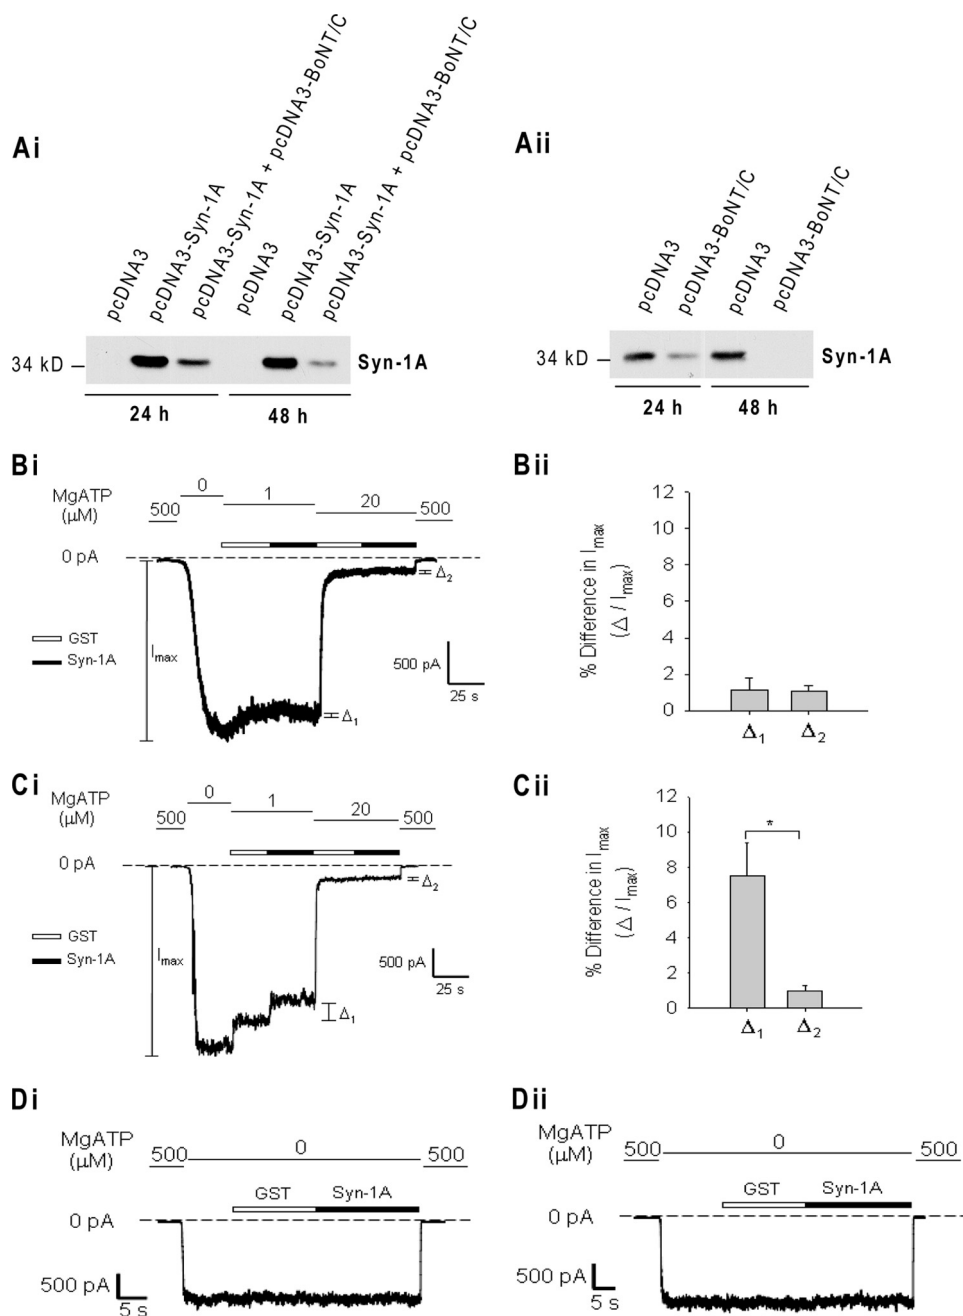 Ai
pcDNA3
pcDNA3-Syn-1A
pcDNA3-Syn-1A + pcDNA3-BoNT/C
pcDNA3
pcDNA3-Syn-1A
pcDNA3-Syn-1A + pcDNA3-BoNT/C
34 kD
Syn-1A
24 h
48 h
Aii
pcDNA3
pcDNA3-BoNT/C
pcDNA3
pcDNA3-BoNT/C
34 kD
Syn-1A
24 h
48 h
Bi
MgATP
(μM)
500
0
1
20
500
0 pA
Δ2
GST
Syn-1A
Imax
500 pA
25 s
Δ1
Bii
% Difference in Imax
(Δ / Imax)
12
10
8
6
4
2
0
Δ1
Δ2
Ci
MgATP
(μM)
500
0
1
20
500
0 pA
Δ2
GST
Syn-1A
Imax
500 pA
25 s
Δ1
Cii
% Difference in Imax
(Δ / Imax)
12
10
8
6
4
2
0
*
Δ1
Δ2
Di
MgATP
(μM)
500
0
500
GST
Syn-1A
0 pA
500 pA
5 s
Dii
MgATP
(μM)
500
0
500
GST
Syn-1A
0 pA
500 pA
5 s